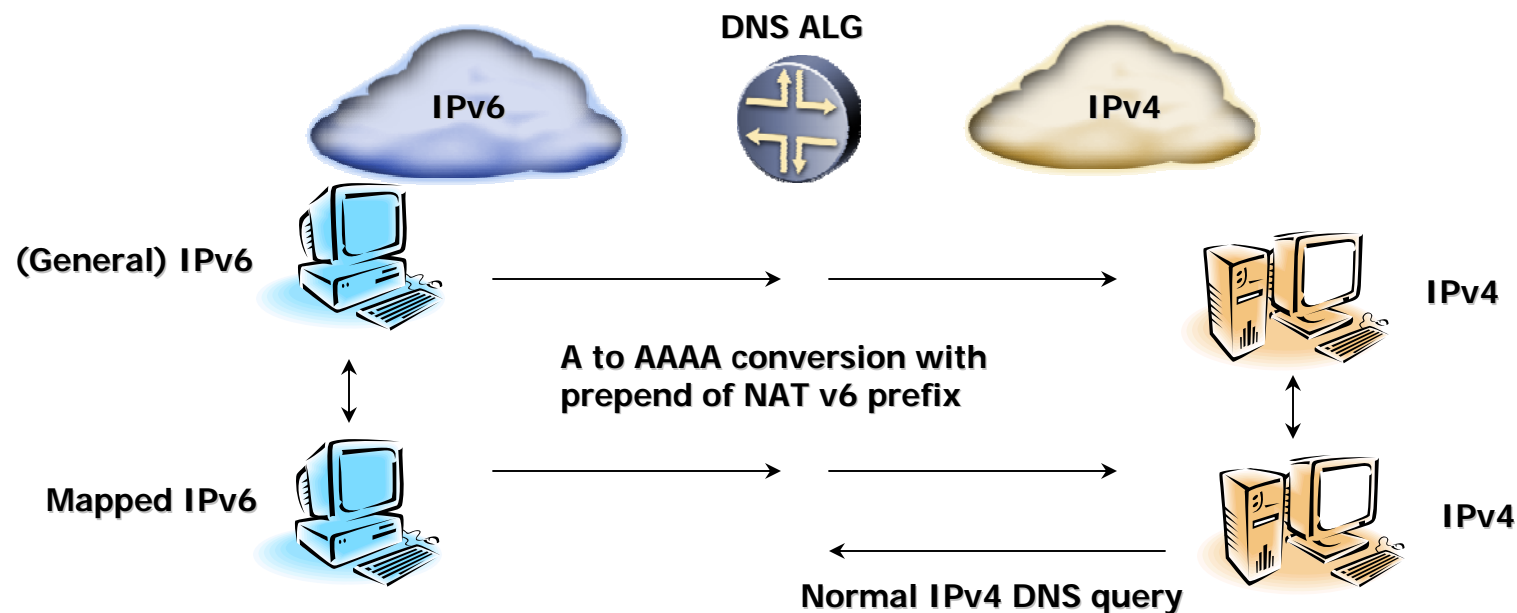 DNS ALG
IPv6
IPv4
(General) IPv6
IPv4
A to AAAA conversion with
prepend of NAT v6 prefix
Mapped IPv6
IPv4
Normal IPv4 DNS query